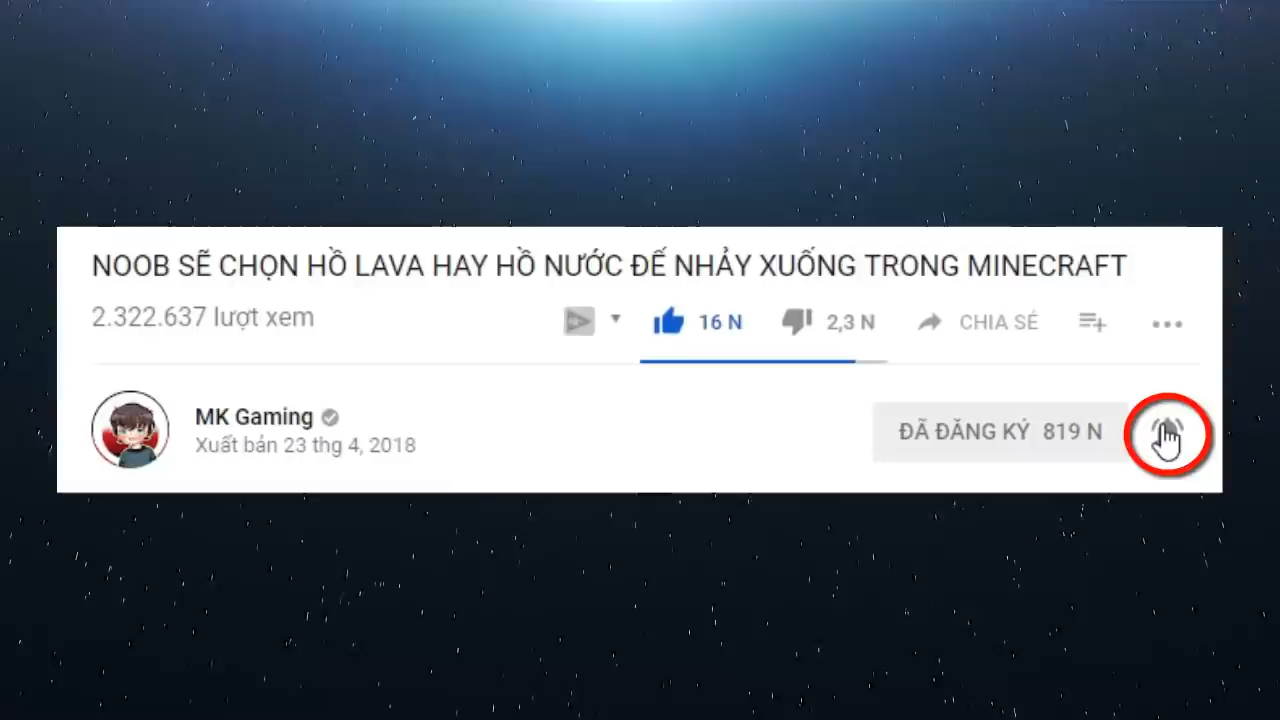 NOOB SẼ CHỌN HỒ LAVA HAY HỒ NƯỚC ĐỂ NHẢY XUỐNG TRONG MINECRAFT
2.322.637 lượt xem
16 N
2,3 N
CHIA SẺ
MK Gaming
Xuất bản 23 thg 4, 2018
ĐÃ ĐĂNG KÝ 819 N